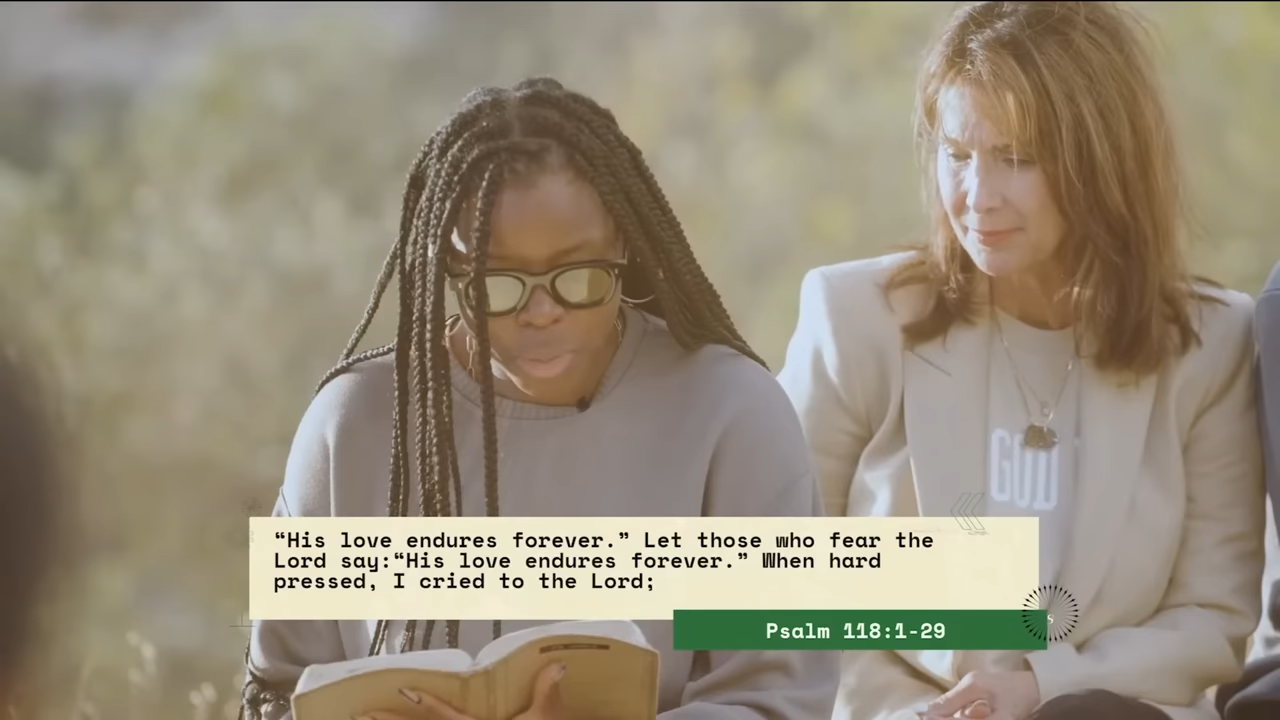 GOD
“His love endures forever.” Let those who fear the
Lord say:“His love endures forever.” When hard
pressed, I cried to the Lord;
Psalm 118:1-29